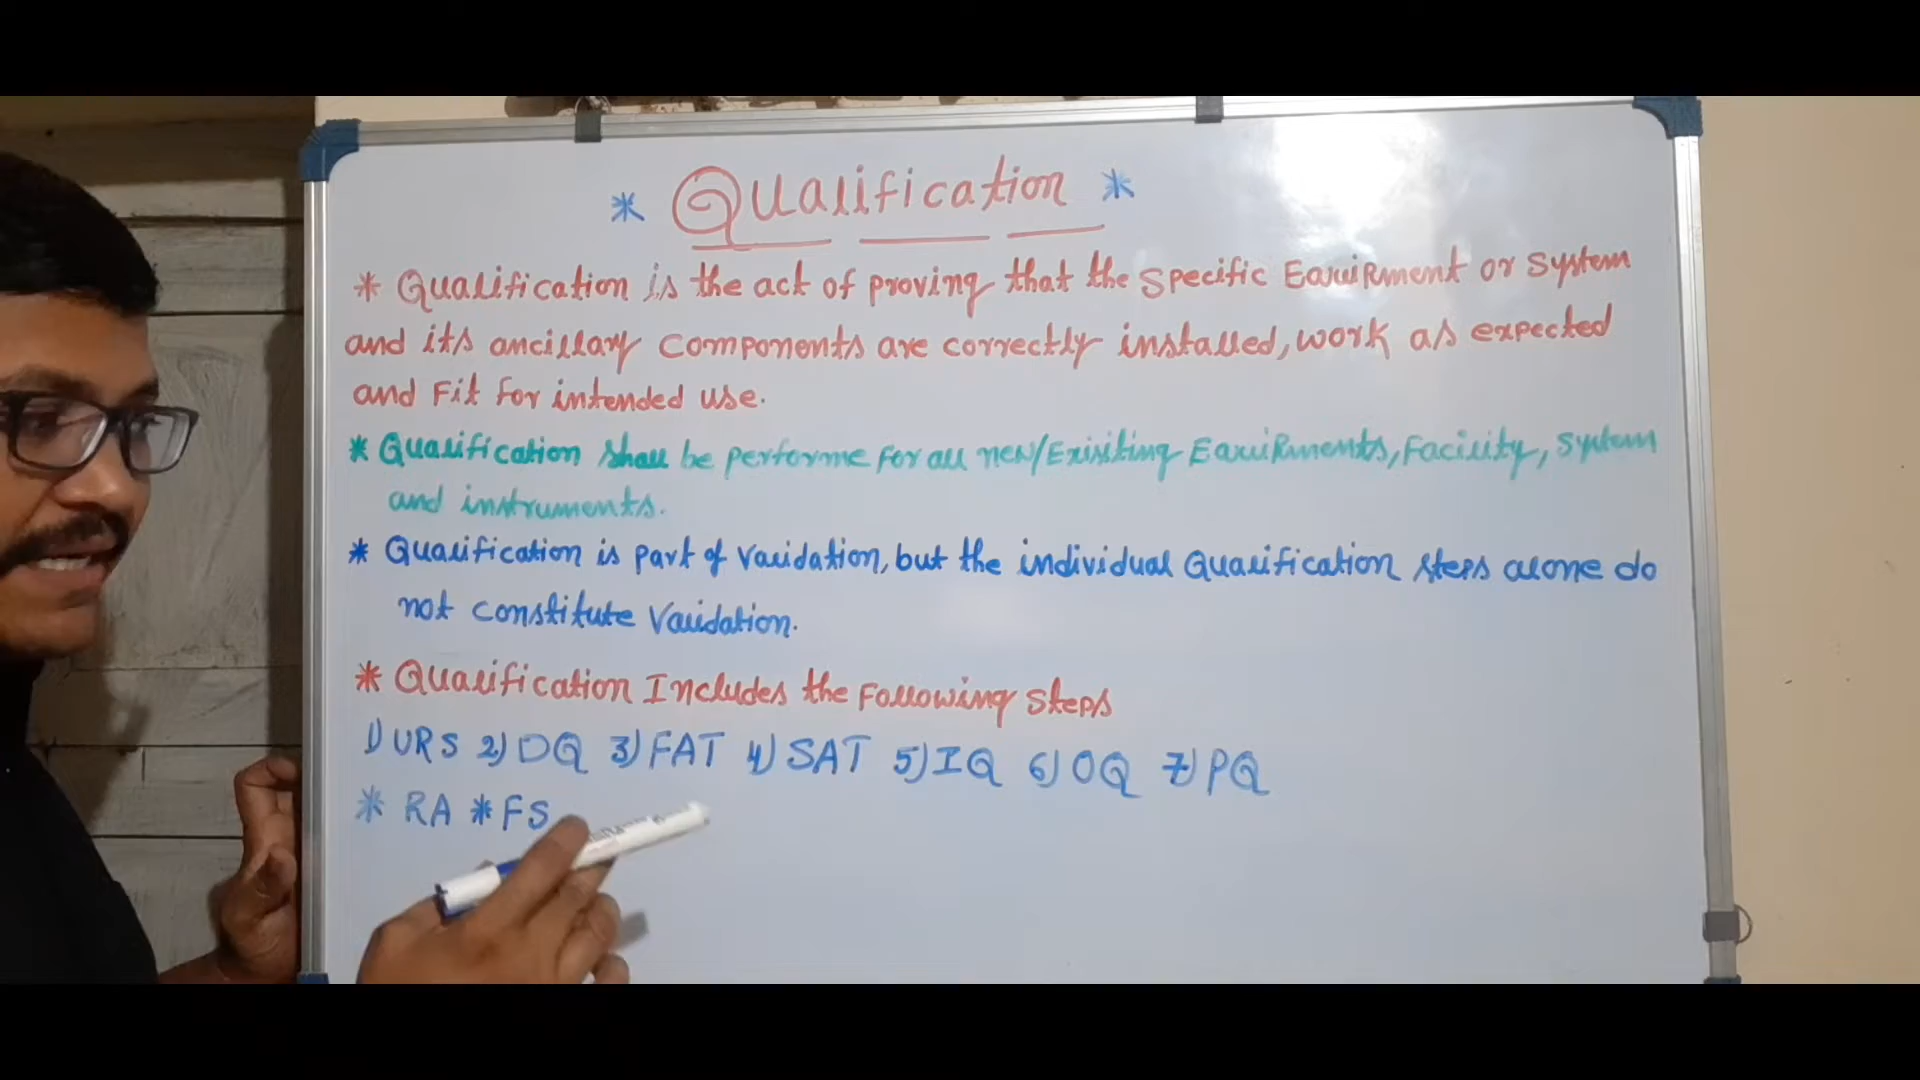 * Qualification *
* Qualification is the act of proving that the specific Equipment or system
and its ancillary components are correctly installed, work as expected
and Fit for intended use.
* Qualification shall be performe for all new/Exisiting Equipments, Facility, System
and instruments.
* Qualification is part of Validation, but the individual Qualification steps alone do
not constitute Validation.
* Qualification Includes the Following Steps
1) URS 2) DQ 3) FAT 4) SAT 5) IQ 6) OQ 7) PQ
* RA * FS